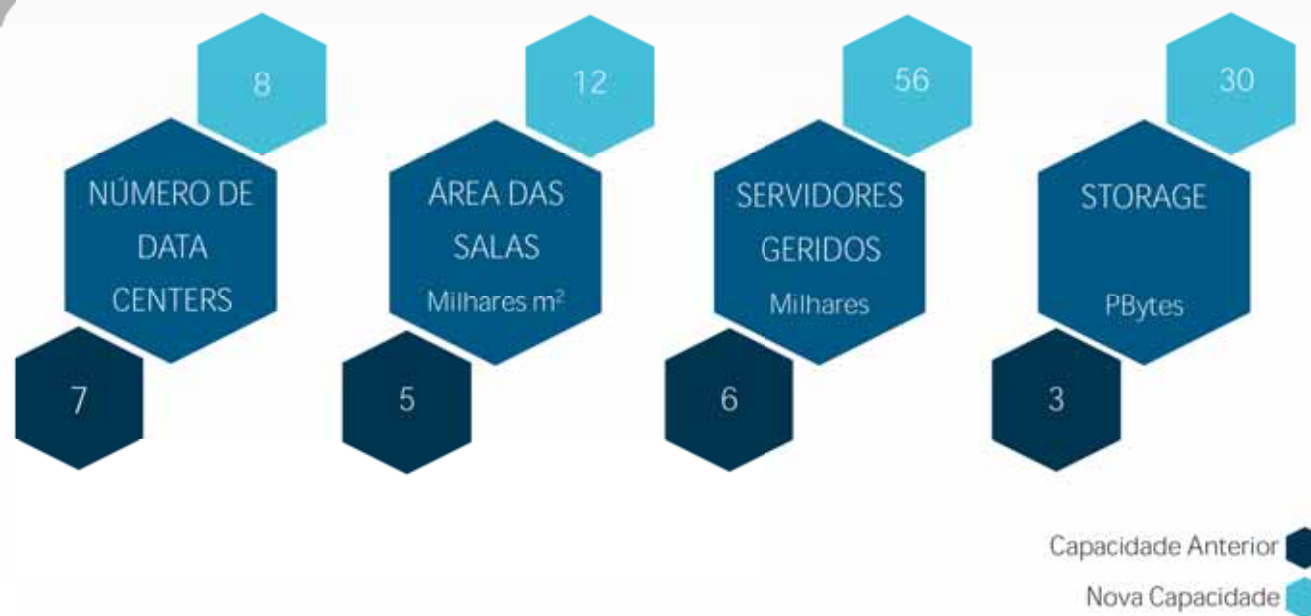 8
NÚMERO DE
DATA
CENTERS
7
12
ÁREA DAS
SALAS
Milhares m²
5
56
SERVIDORES
GERIDOS
Milhares
6
30
STORAGE
PBytes
3
Capacidade Anterior
Nova Capacidade